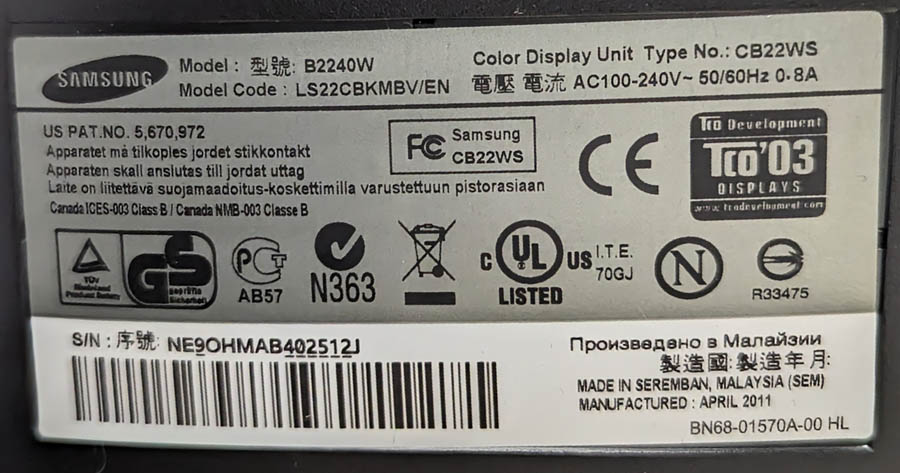 SAMSUNG
Model : 型號: B2240W
Model Code : LS22CBKMBV/EN
Color Display Unit Type No.: CB22WS
電壓 電流 AC100-240V~ 50/60Hz 0.8A
US PAT.NO. 5,670,972
Apparatet må tilkoples jordet stikkontakt
Apparaten skall anslutas till jordat uttag
Laite on liitettävä suojamaadoitus-koskettimilla varustettuun pistorasiaan
Canada ICES-003 Class B / Canada NMB-003 Classe B
FC Samsung
CB22WS
CE
TCO Development
TCO'03
DISPLAYS
www.tcodevelopment.com
TÜV
Rheinland
Product Safety
GS
geprüfte
Sicherheit
PCT
AB57
N363
C UL US
LISTED
I.T.E.
70GJ
N
R33475
S/N : 序號: NE9OHMAB402512J
Произведено в Малайзии
製造國: 製造年月:
MADE IN SEREMBAN, MALAYSIA (SEM)
MANUFACTURED : APRIL 2011
BN68-01570A-00 HL